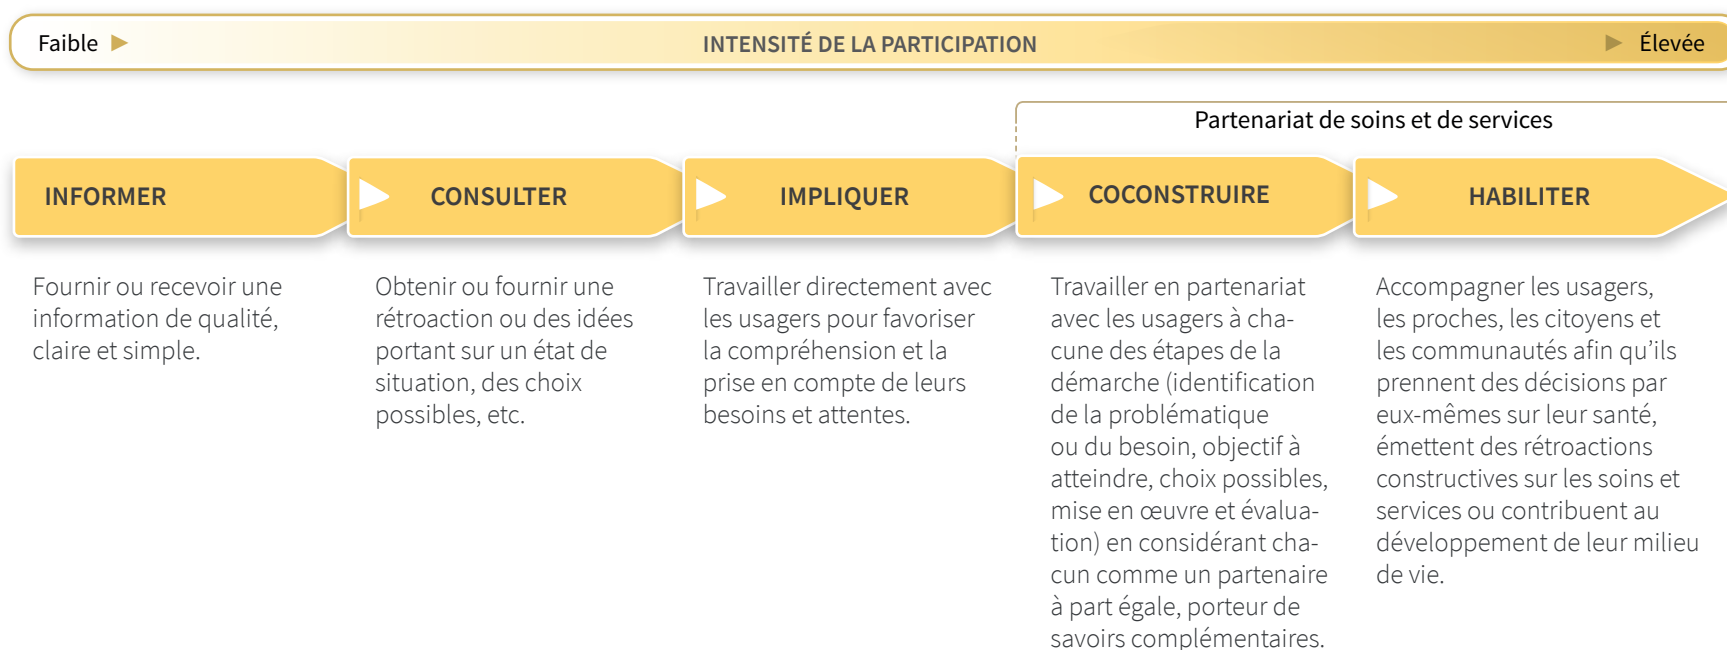 Faible
INTENSITÉ DE LA PARTICIPATION
Élevée
Partenariat de soins et de services
INFORMER
CONSULTER
IMPLIQUER
COCONSTRUIRE
HABILITER
Fournir ou recevoir une
information de qualité,
claire et simple.
Obtenir ou fournir une
rétroaction ou des idées
portant sur un état de
situation, des choix
possibles, etc.
Travailler directement avec
les usagers pour favoriser
la compréhension et la
prise en compte de leurs
besoins et attentes.
Travailler en partenariat
avec les usagers à cha-
cune des étapes de la
démarche (identification
de la problématique
ou du besoin, objectif à
atteindre, choix possibles,
mise en œuvre et évalua-
tion) en considérant cha-
cun comme un partenaire
à part égale, porteur de
savoirs complémentaires.
Accompagner les usagers,
les proches, les citoyens et
les communautés afin qu’ils
prennent des décisions par
eux-mêmes sur leur santé,
émettent des rétroactions
constructives sur les soins et
services ou contribuent au
développement de leur milieu
de vie.